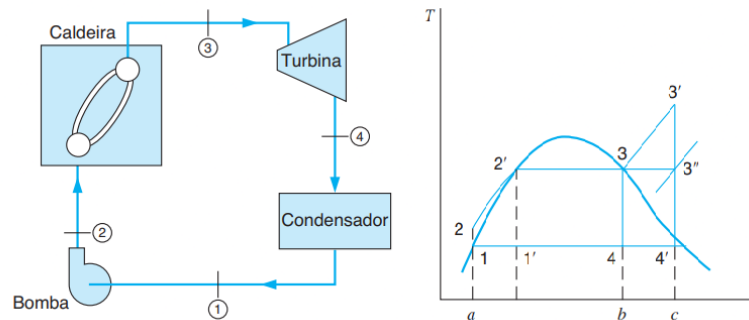 Caldeira
3
Turbina
4
Condensador
2
Bomba
1
T
3′
2′
3
3″
2
1
1′
4
4′
a
b
c